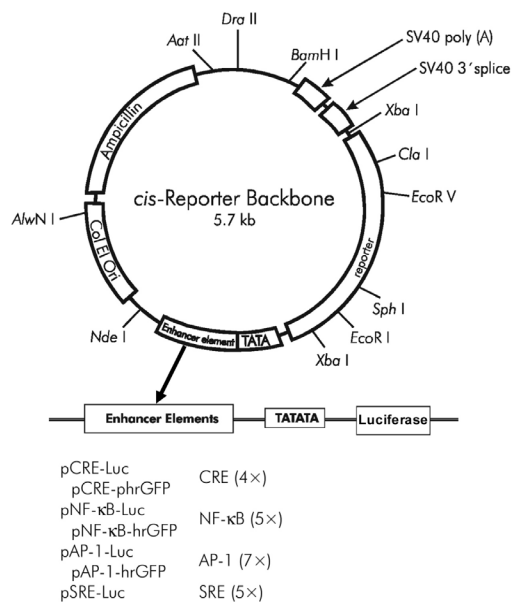 Dra II
Aat II
BamH I
SV40 poly (A)
SV40 3´splice
Xba I
Ampicillin
Cla I
cis-Reporter Backbone
5.7 kb
EcoR V
AlwN I
Col El Ori
reporter
Sph I
Nde I
Enhancer element
TATA
EcoR I
Xba I
Enhancer Elements
TATATA
Luciferase
pCRE-Luc
pCRE-phrGFP
CRE (4×)
pNF-κB-Luc
pNF-κB-hrGFP
NF-κB (5×)
pAP-1-Luc
pAP-1-hrGFP
AP-1 (7×)
pSRE-Luc
SRE (5×)